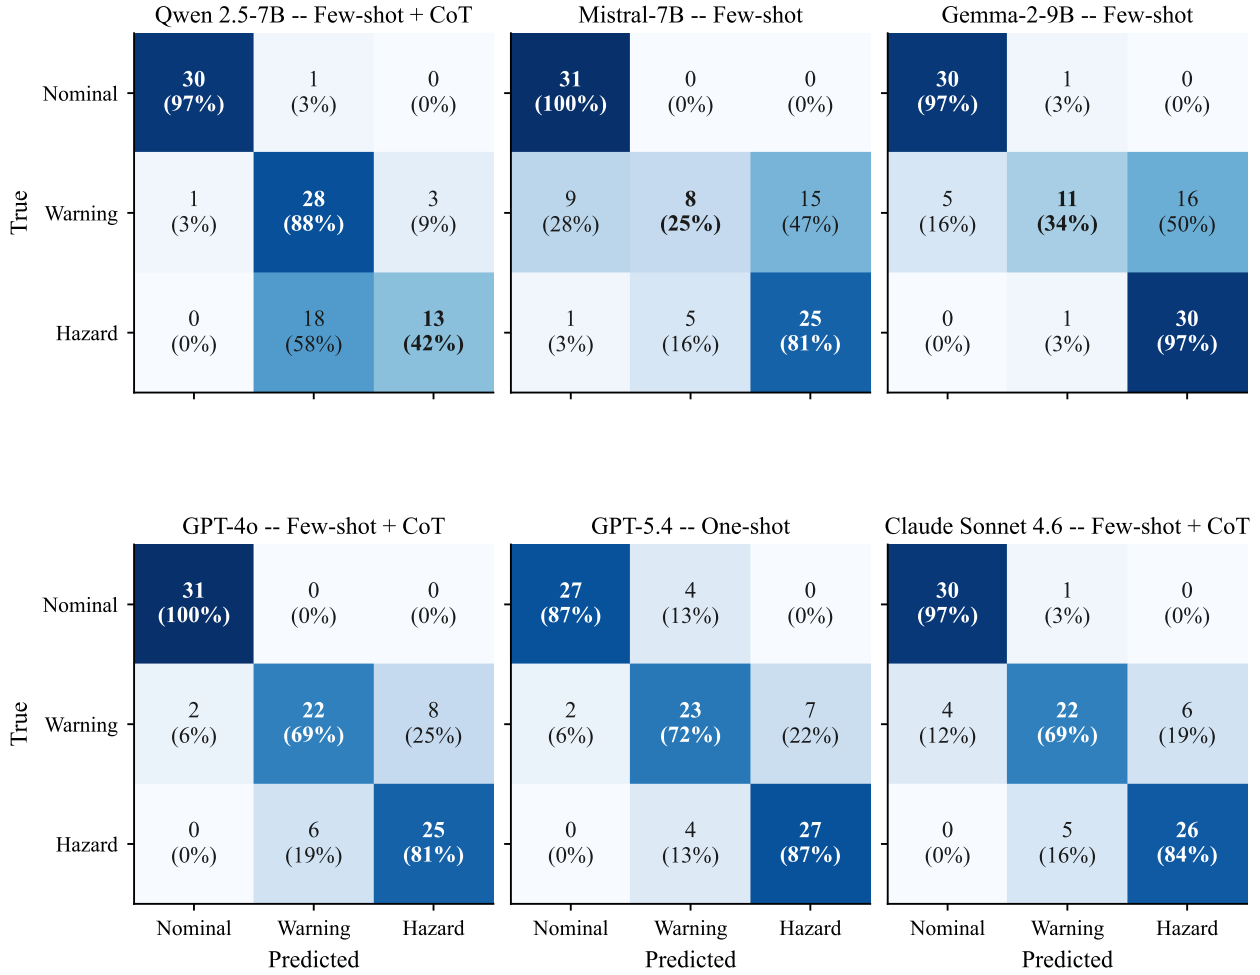 Qwen 2.5-7B -- Few-shot + CoT
Mistral-7B -- Few-shot
Gemma-2-9B -- Few-shot
True
Nominal
30 1 0 31 0 0 30 1 0
(97%) (3%) (0%) (100%) (0%) (0%) (97%) (3%) (0%)
Warning
1 28 3 9 8 15 5 11 16
(3%) (88%) (9%) (28%) (25%) (47%) (16%) (34%) (50%)
Hazard
0 18 13 1 5 25 0 1 30
(0%) (58%) (42%) (3%) (16%) (81%) (0%) (3%) (97%)
GPT-4o -- Few-shot + CoT
GPT-5.4 -- One-shot
Claude Sonnet 4.6 -- Few-shot + CoT
True
Nominal
31 0 0 27 4 0 30 1 0
(100%) (0%) (0%) (87%) (13%) (0%) (97%) (3%) (0%)
Warning
2 22 8 2 23 7 4 22 6
(6%) (69%) (25%) (6%) (72%) (22%) (12%) (69%) (19%)
Hazard
0 6 25 0 4 27 0 5 26
(0%) (19%) (81%) (0%) (13%) (87%) (0%) (16%) (84%)
Nominal Warning Hazard Nominal Warning Hazard Nominal Warning Hazard
Predicted Predicted Predicted